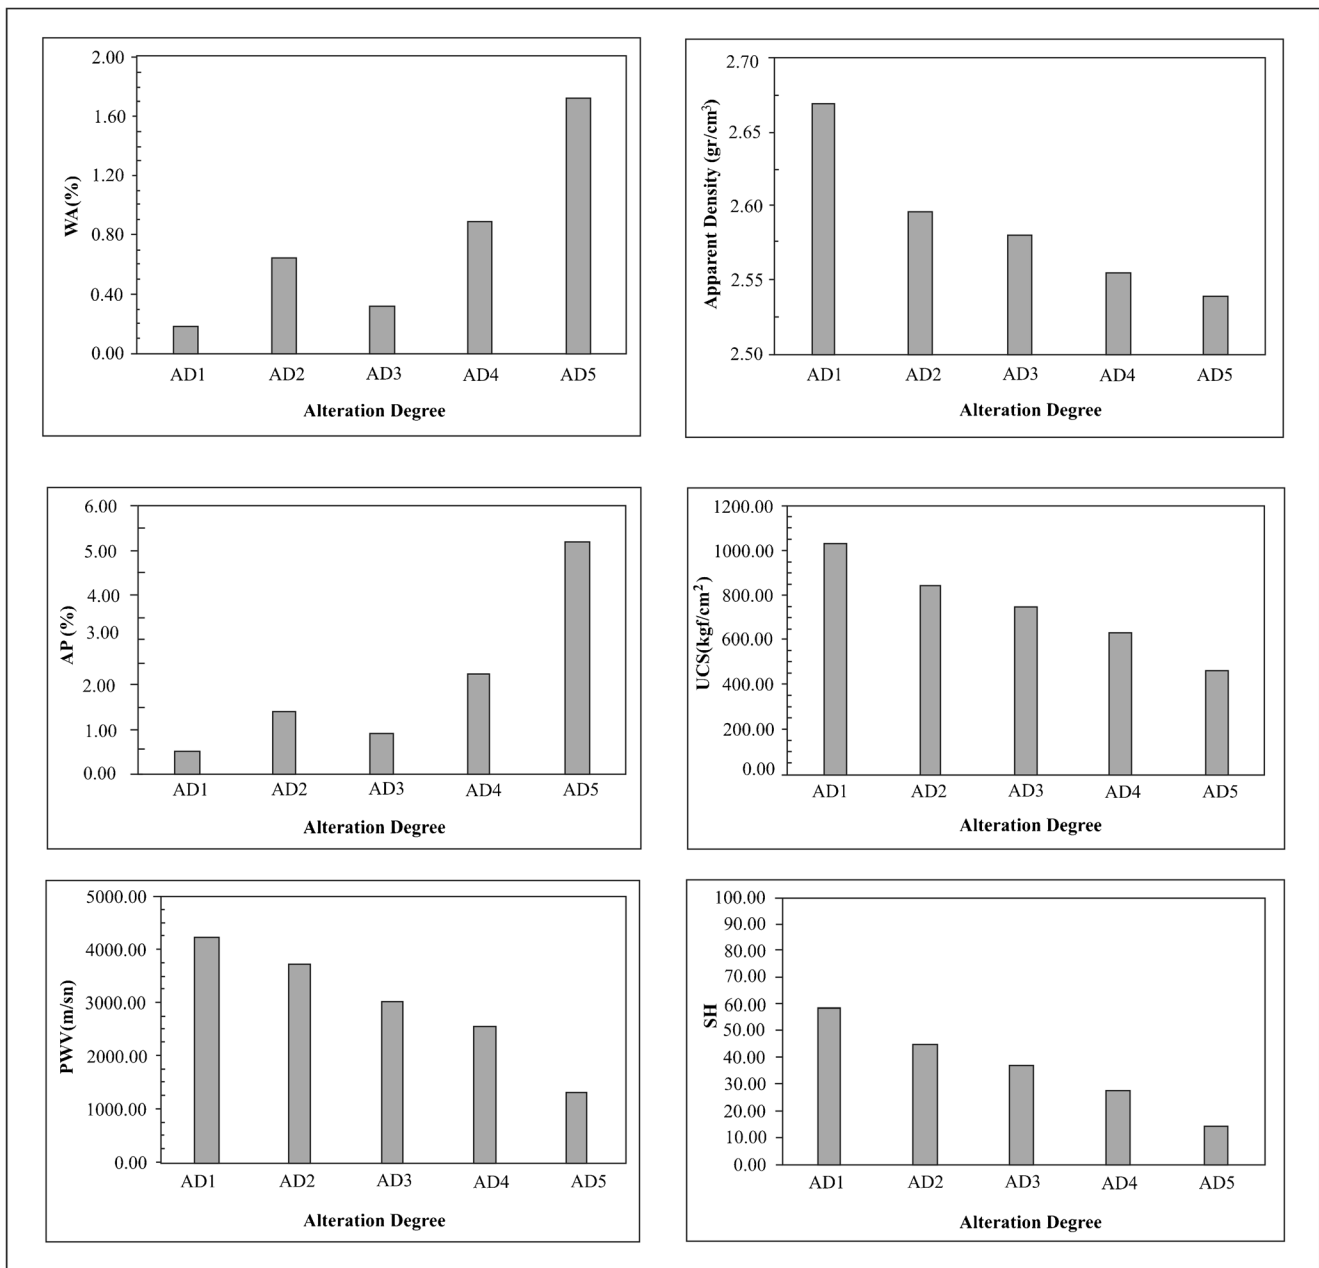 2.00
1.60
1.20
0.80
0.40
0.00
WA(%)
AD1 AD2 AD3 AD4 AD5
Alteration Degree
2.70
2.65
2.60
2.55
2.50
Apparent Density (gr/cm³)
AD1 AD2 AD3 AD4 AD5
Alteration Degree
6.00
5.00
4.00
3.00
2.00
1.00
0.00
AP (%)
AD1 AD2 AD3 AD4 AD5
Alteration Degree
1200.00
1000.00
800.00
600.00
400.00
200.00
0.00
UCS(kgf/cm²)
AD1 AD2 AD3 AD4 AD5
Alteration Degree
5000.00
4000.00
3000.00
2000.00
1000.00
0.00
PWV(m/sn)
AD1 AD2 AD3 AD4 AD5
Alteration Degree
100.00
90.00
80.00
70.00
60.00
50.00
40.00
30.00
20.00
10.00
0.00
SH
AD1 AD2 AD3 AD4 AD5
Alteration Degree